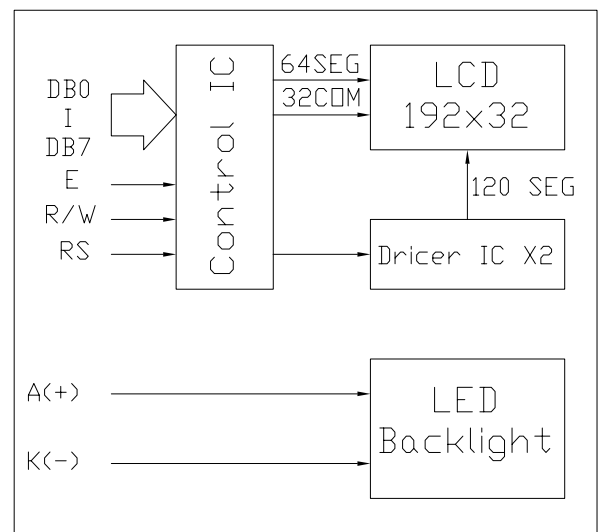 DB0
I
DB7
E
R/W
RS
Control IC
64SEG
32COM
LCD
192x32
120 SEG
Dricer IC X2
A(+)
K(-)
LED
Backlight